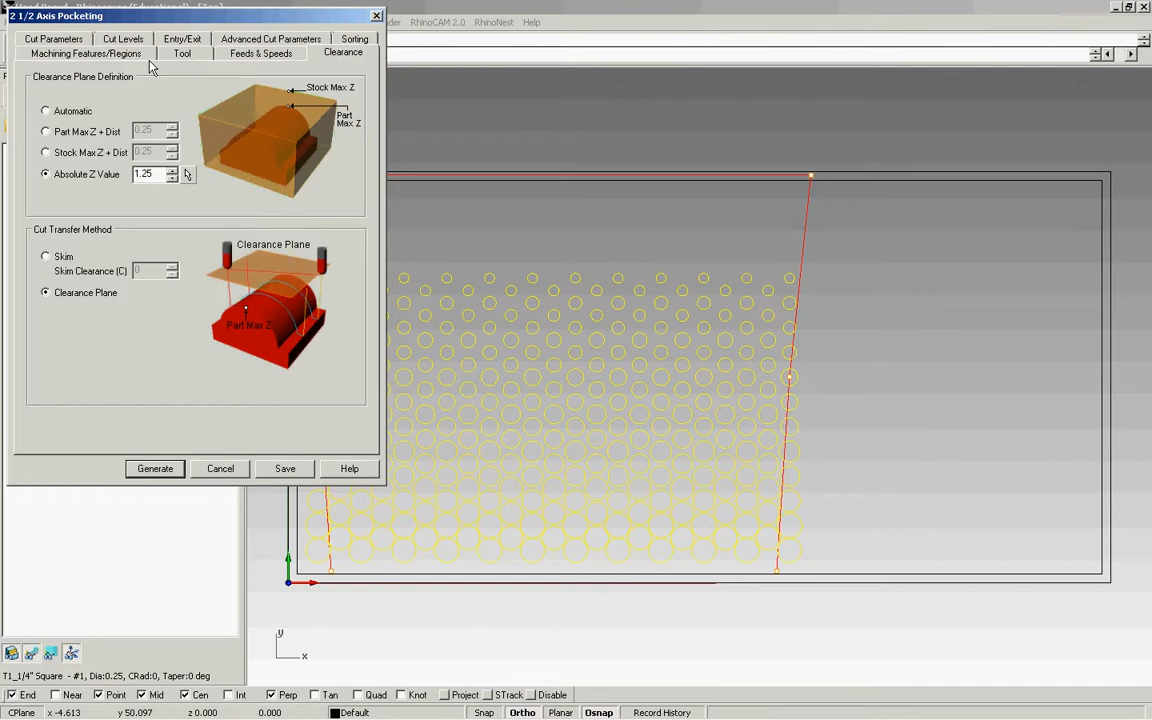 2 1/2 Axis Pocketing
RhinoCAM 2.0 RhinoNest Help
Cut Parameters Cut Levels Entry/Exit Advanced Cut Parameters Sorting
Machining Features/Regions Tool Feeds & Speeds Clearance
Clearance Plane Definition
Stock Max Z
Part
Max Z
Automatic
Part Max Z + Dist 0.25
Stock Max Z + Dist 0.25
Absolute Z Value 1.25
Cut Transfer Method
Clearance Plane
Skim
Skim Clearance (C) 0
Clearance Plane
Part Max Z
Generate Cancel Save Help
y
x
T1_1/4" Square - #1, Dia:0.25, CRad:0, Taper:0 deg
End Near Point Mid Cen Int Perp Tan Quad Knot Project STrack Disable
CPlane x -4.613 y 50.097 z 0.000 0.000 Default Snap Ortho Planar Osnap Record History